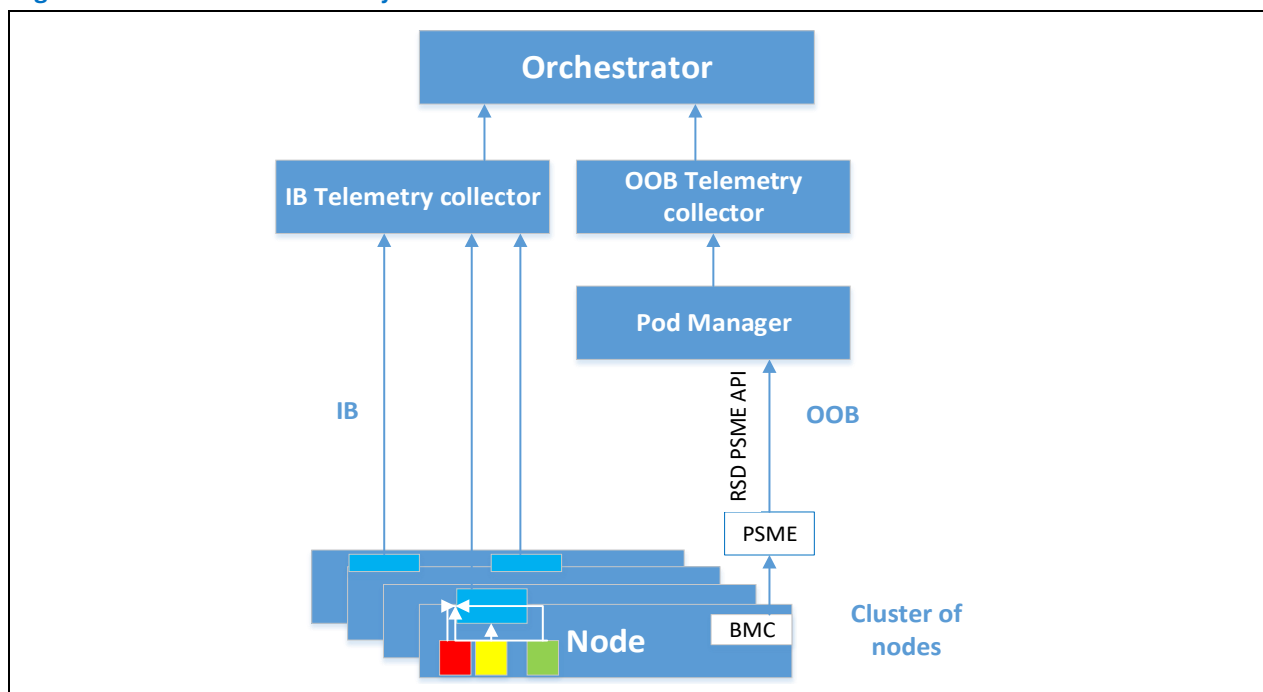 Orchestrator
IB Telemetry collector
OOB Telemetry
collector
Pod Manager
RSD PSME API
IB
OOB
PSME
BMC
Node
Cluster of
nodes